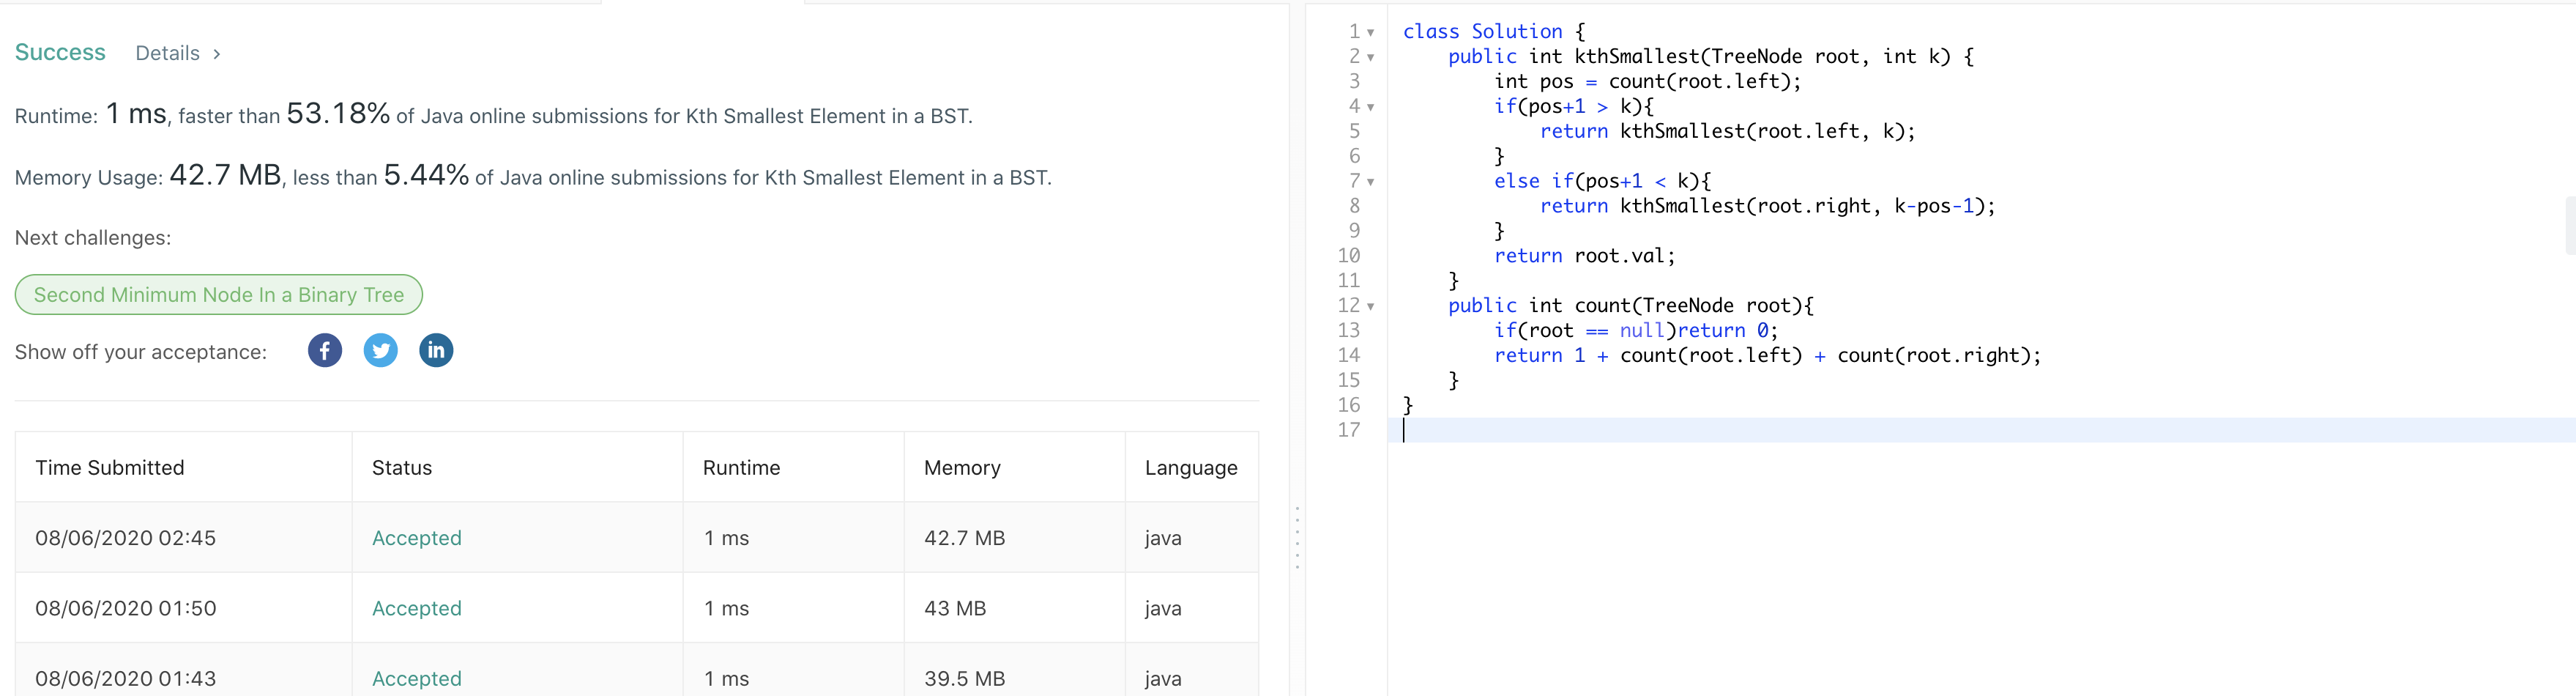 Success Details >
Runtime: 1 ms, faster than 53.18% of Java online submissions for Kth Smallest Element in a BST.
Memory Usage: 42.7 MB, less than 5.44% of Java online submissions for Kth Smallest Element in a BST.
Next challenges:
Second Minimum Node In a Binary Tree
Show off your acceptance: f in
Time Submitted Status Runtime Memory Language
08/06/2020 02:45 Accepted 1 ms 42.7 MB java
08/06/2020 01:50 Accepted 1 ms 43 MB java
08/06/2020 01:43 Accepted 1 ms 39.5 MB java
1 class Solution {
2     public int kthSmallest(TreeNode root, int k) {
3         int pos = count(root.left);
4         if(pos+1 > k){
5             return kthSmallest(root.left, k);
6         }
7         else if(pos+1 < k){
8             return kthSmallest(root.right, k-pos-1);
9         }
10         return root.val;
11     }
12     public int count(TreeNode root){
13         if(root == null)return 0;
14         return 1 + count(root.left) + count(root.right);
15     }
16 }
17